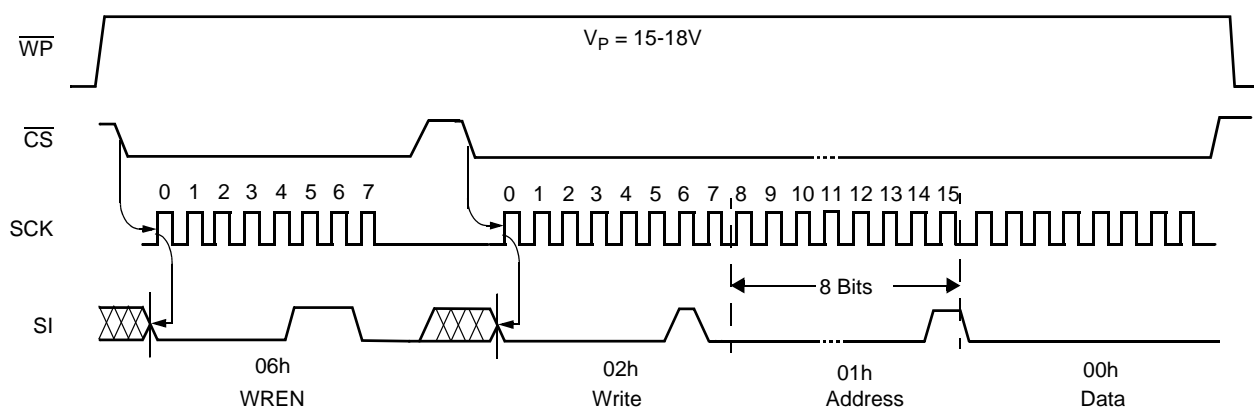 WP
V_P = 15-18V
CS
0 1 2 3 4 5 6 7 0 1 2 3 4 5 6 7 8 9 10 11 12 13 14 15
SCK
8 Bits
SI
06h 02h 01h 00h
WREN Write Address Data